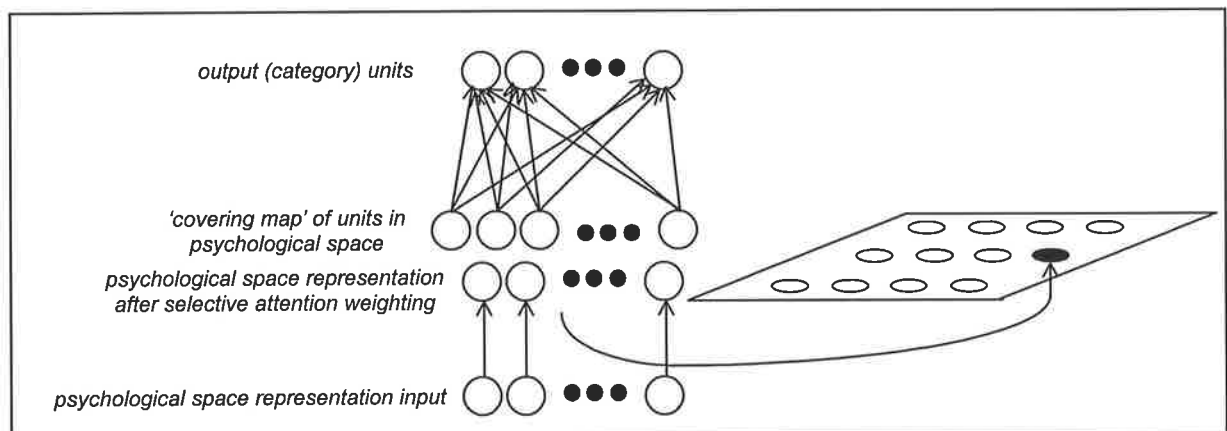 output (category) units
'covering map' of units in
psychological space
psychological space representation
after selective attention weighting
psychological space representation input